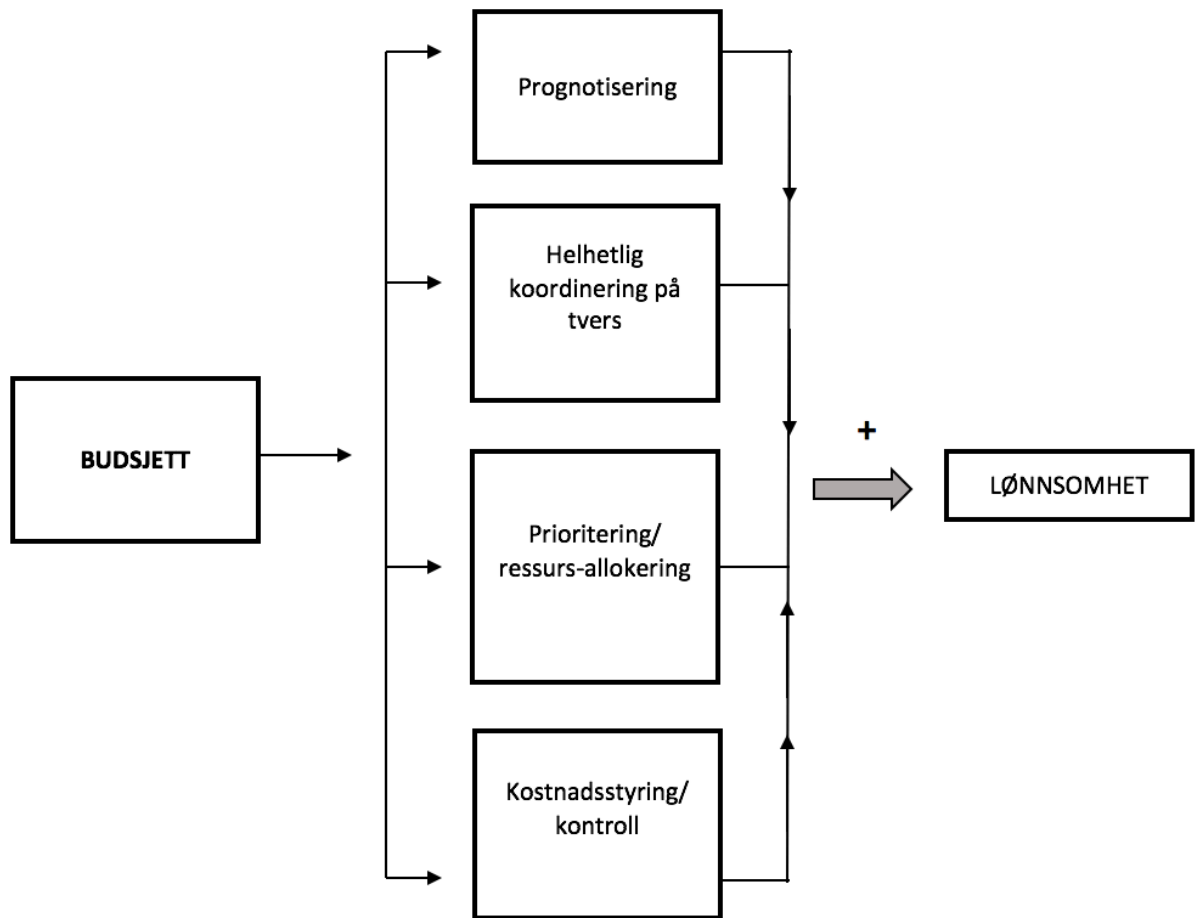 Prognotisering
Helhetlig
koordinering på
tvers
BUDSJETT
Prioritering/
ressurs-allokering
Kostnadsstyring/
kontroll
+
LØNNSOMHET